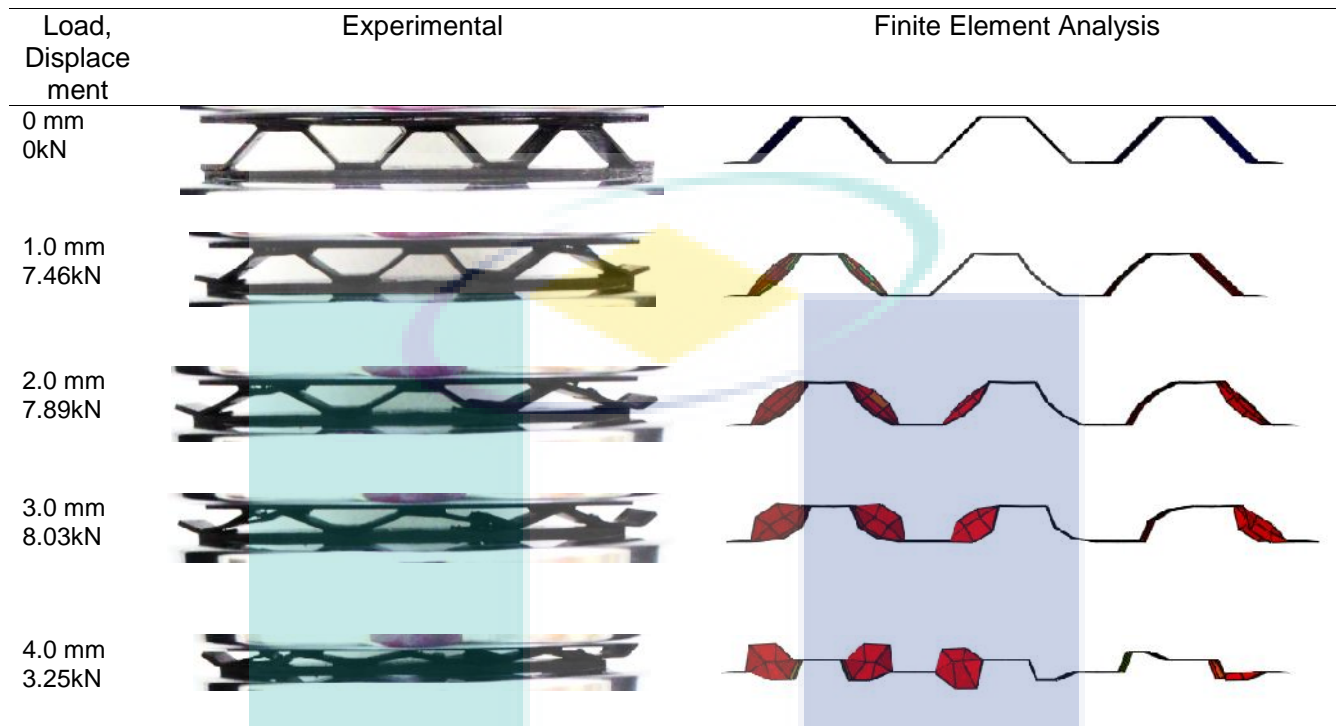 Load,
Displace
ment
Experimental
Finite Element Analysis
0 mm
0kN
1.0 mm
7.46kN
2.0 mm
7.89kN
3.0 mm
8.03kN
4.0 mm
3.25kN